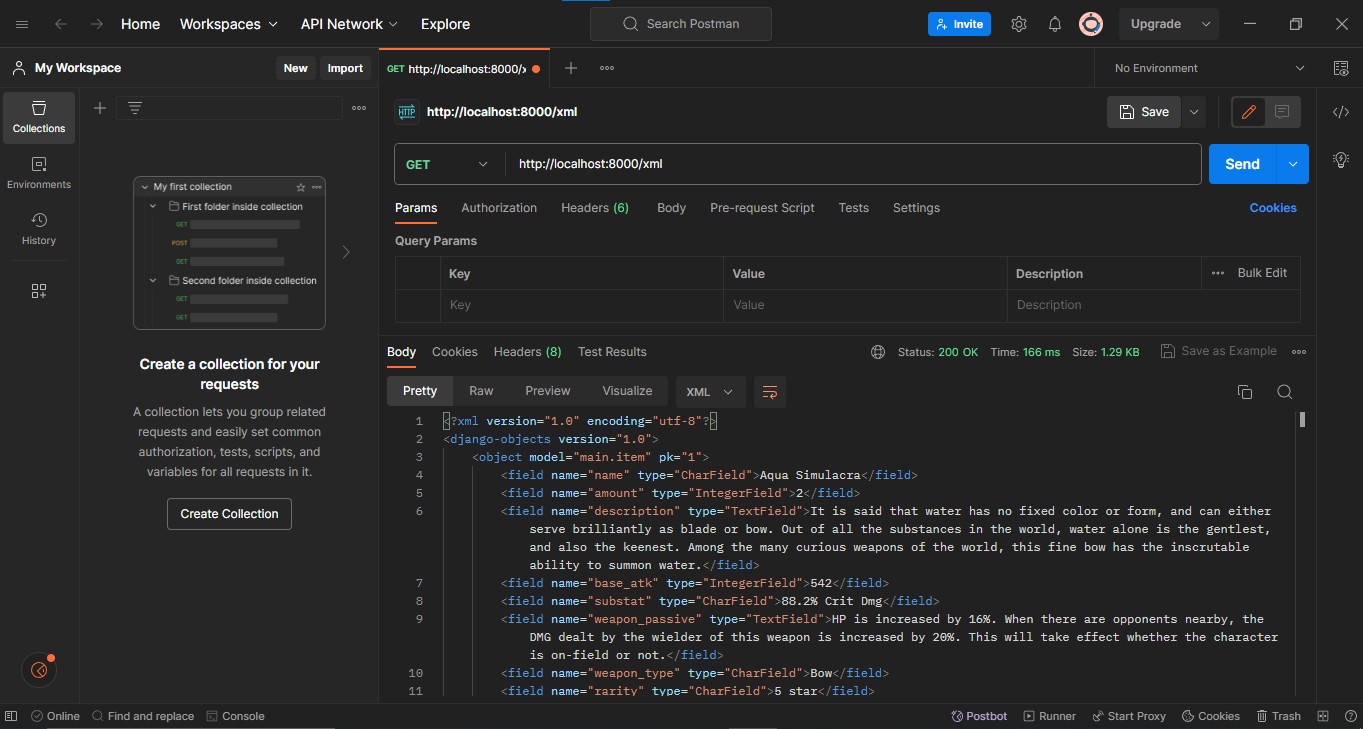 Home Workspaces API Network Explore Search Postman Invite Upgrade
My Workspace New Import GET http://localhost:8000/x No Environment
Collections
Environments
History
My first collection
First folder inside collection
GET
POST
GET
Second folder inside collection
GET
GET
Create a collection for your
requests
A collection lets you group related
requests and easily set common
authorization, tests, scripts, and
variables for all requests in it.
Create Collection
HTTP http://localhost:8000/xml Save
GET http://localhost:8000/xml Send
Params Authorization Headers (6) Body Pre-request Script Tests Settings Cookies
Query Params
Key Value Description Bulk Edit
Key Value Description
Body Cookies Headers (8) Test Results Status: 200 OK Time: 166 ms Size: 1.29 KB Save as Example
Pretty Raw Preview Visualize XML
1 <?xml version="1.0" encoding="utf-8"?>
2 <django-objects version="1.0">
3 <object model="main.item" pk="1">
4 <field name="name" type="CharField">Aqua Simulacra</field>
5 <field name="amount" type="IntegerField">2</field>
6 <field name="description" type="TextField">It is said that water has no fixed color or form, and can either
serve brilliantly as blade or bow. Out of all the substances in the world, water alone is the gentlest,
and also the keenest. Among the many curious weapons of the world, this fine bow has the inscrutable
ability to summon water.</field>
7 <field name="base_atk" type="IntegerField">542</field>
8 <field name="substat" type="CharField">88.2% Crit Dmg</field>
9 <field name="weapon_passive" type="TextField">HP is increased by 16%. When there are opponents nearby, the
DMG dealt by the wielder of this weapon is increased by 20%. This will take effect whether the character
is on-field or not.</field>
10 <field name="weapon_type" type="CharField">Bow</field>
11 <field name="rarity" type="CharField">5 star</field>
Online Find and replace Console Postbot Runner Start Proxy Cookies Trash